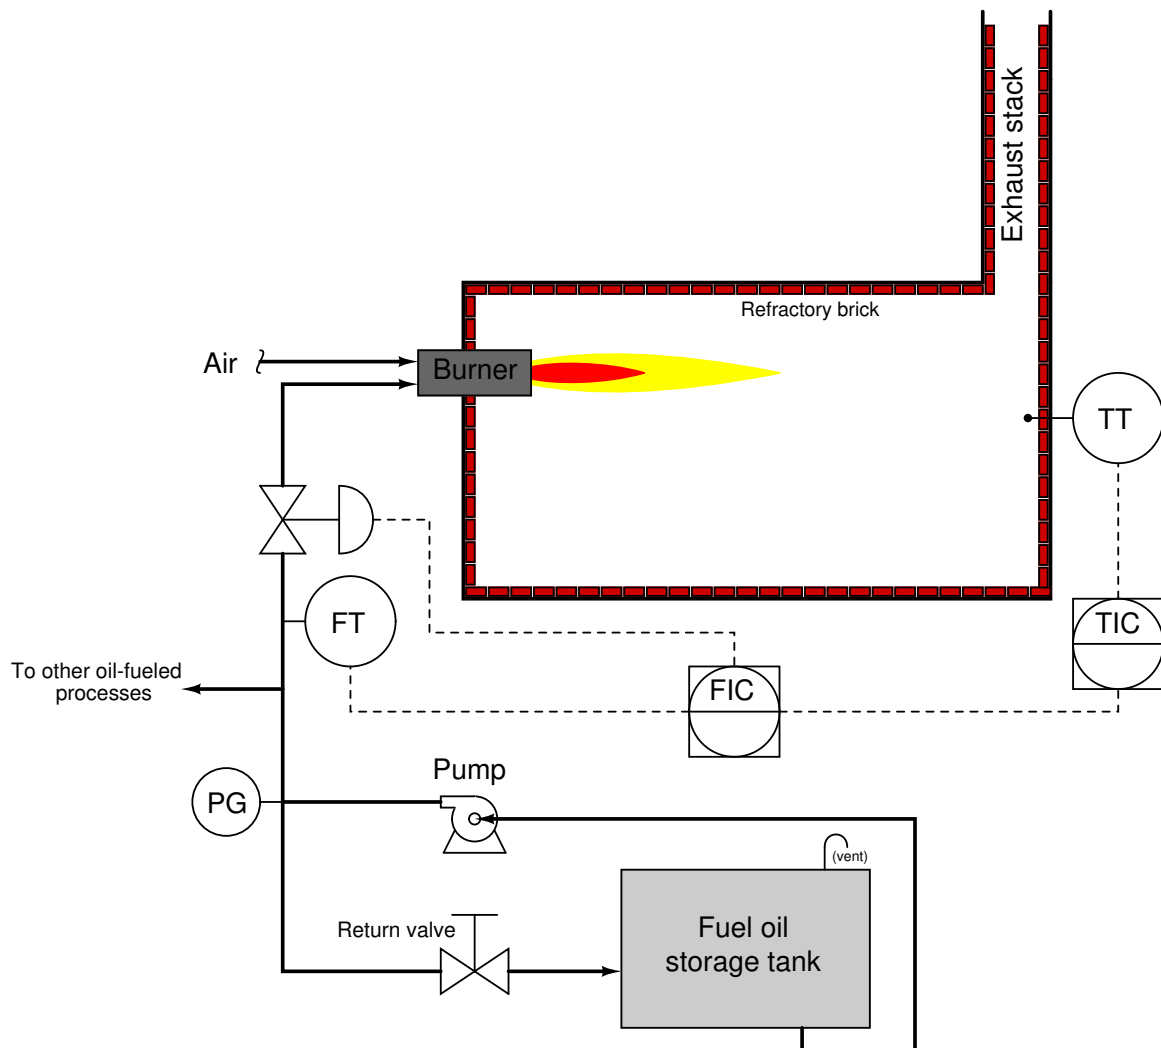 Exhaust stack
Refractory brick
Air
Burner
TT
FT
TIC
To other oil-fueled
processes
FIC
Pump
PG
(vent)
Return valve
Fuel oil
storage tank